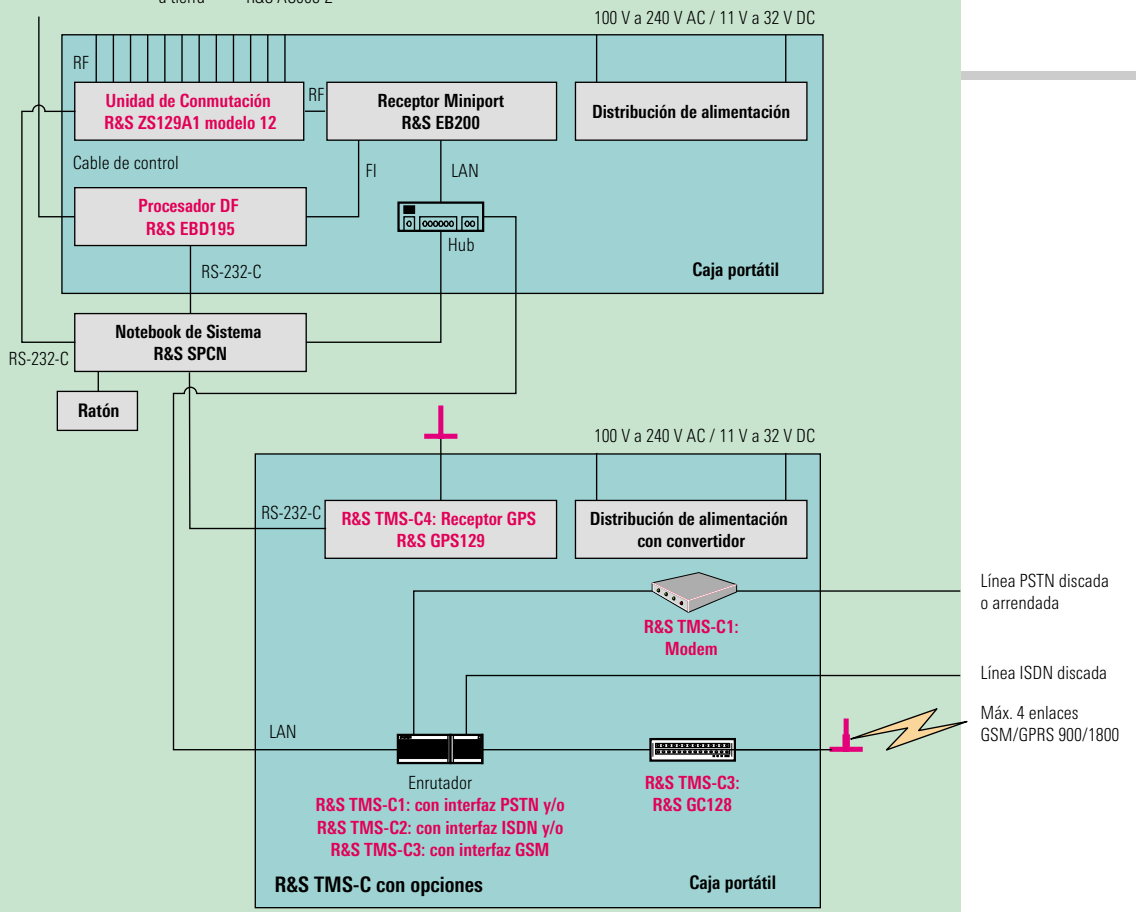 100 V a 240 V AC / 11 V a 32 V DC
RF
Unidad de Conmutación
R&S ZS129A1 modelo 12
RF
Receptor Miniport
R&S EB200
Distribución de alimentación
Cable de control
FI
LAN
Procesador DF
R&S EBD195
Hub
RS-232-C
Caja portátil
Notebook de Sistema
R&S SPCN
RS-232-C
Ratón
100 V a 240 V AC / 11 V a 32 V DC
RS-232-C
R&S TMS-C4: Receptor GPS
R&S GPS129
Distribución de alimentación
con convertidor
Línea PSTN discada
o arrendada
R&S TMS-C1:
Modem
Línea ISDN discada
Máx. 4 enlaces
GSM/GPRS 900/1800
LAN
Enrutador
R&S TMS-C1: con interfaz PSTN y/o
R&S TMS-C2: con interfaz ISDN y/o
R&S TMS-C3: con interfaz GSM
R&S TMS-C3:
R&S GC128
R&S TMS-C con opciones
Caja portátil